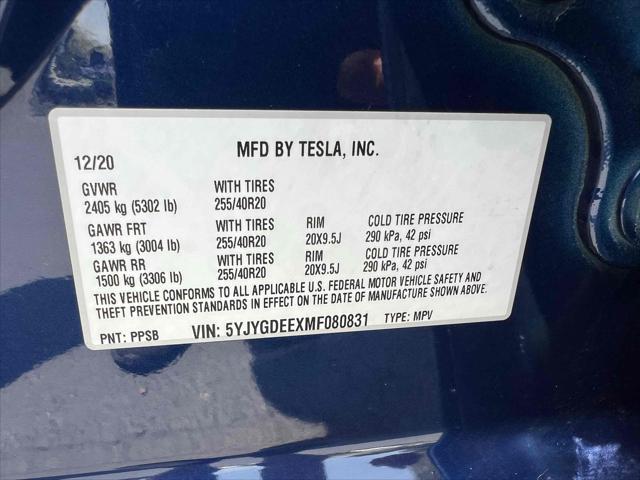 MFD BY TESLA, INC.
12/20
GVWR WITH TIRES
2405 kg (5302 lb) 255/40R20
GAWR FRT WITH TIRES RIM COLD TIRE PRESSURE
1363 kg (3004 lb) 255/40R20 20X9.5J 290 kPa, 42 psi
GAWR RR WITH TIRES RIM COLD TIRE PRESSURE
1500 kg (3306 lb) 255/40R20 20X9.5J 290 kPa, 42 psi
THIS VEHICLE CONFORMS TO ALL APPLICABLE U.S. FEDERAL MOTOR VEHICLE SAFETY AND
THEFT PREVENTION STANDARDS IN EFFECT ON THE DATE OF MANUFACTURE SHOWN ABOVE.
PNT: PPSB VIN: 5YJYGDEEXMF080831 TYPE: MPV